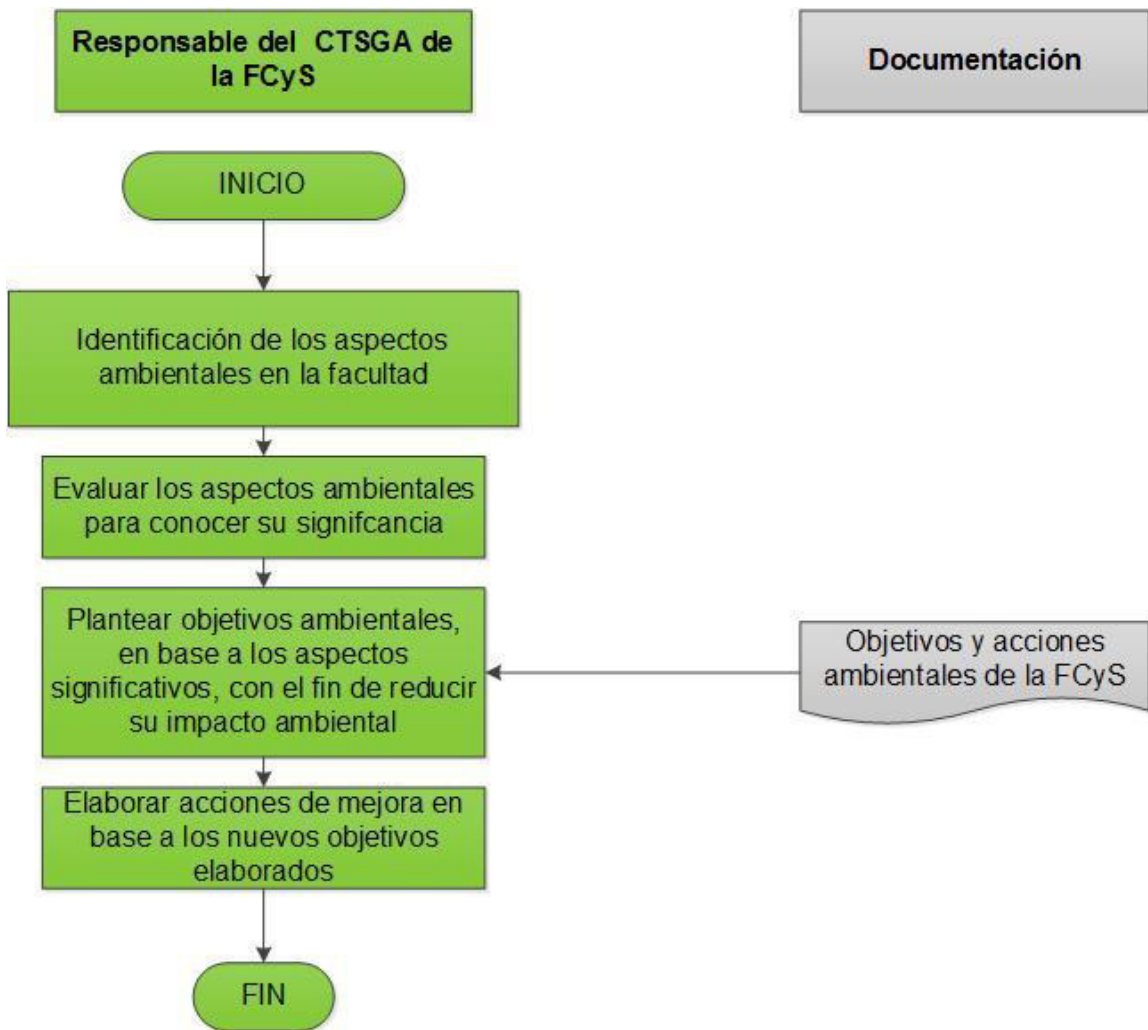 Responsable del CTSGA de
la FCyS
Documentación
INICIO
Identificación de los aspectos
ambientales en la facultad
Evaluar los aspectos ambientales
para conocer su signifcancia
Plantear objetivos ambientales,
en base a los aspectos
significativos, con el fin de reducir
su impacto ambiental
Objetivos y acciones
ambientales de la FCyS
Elaborar acciones de mejora en
base a los nuevos objetivos
elaborados
FIN